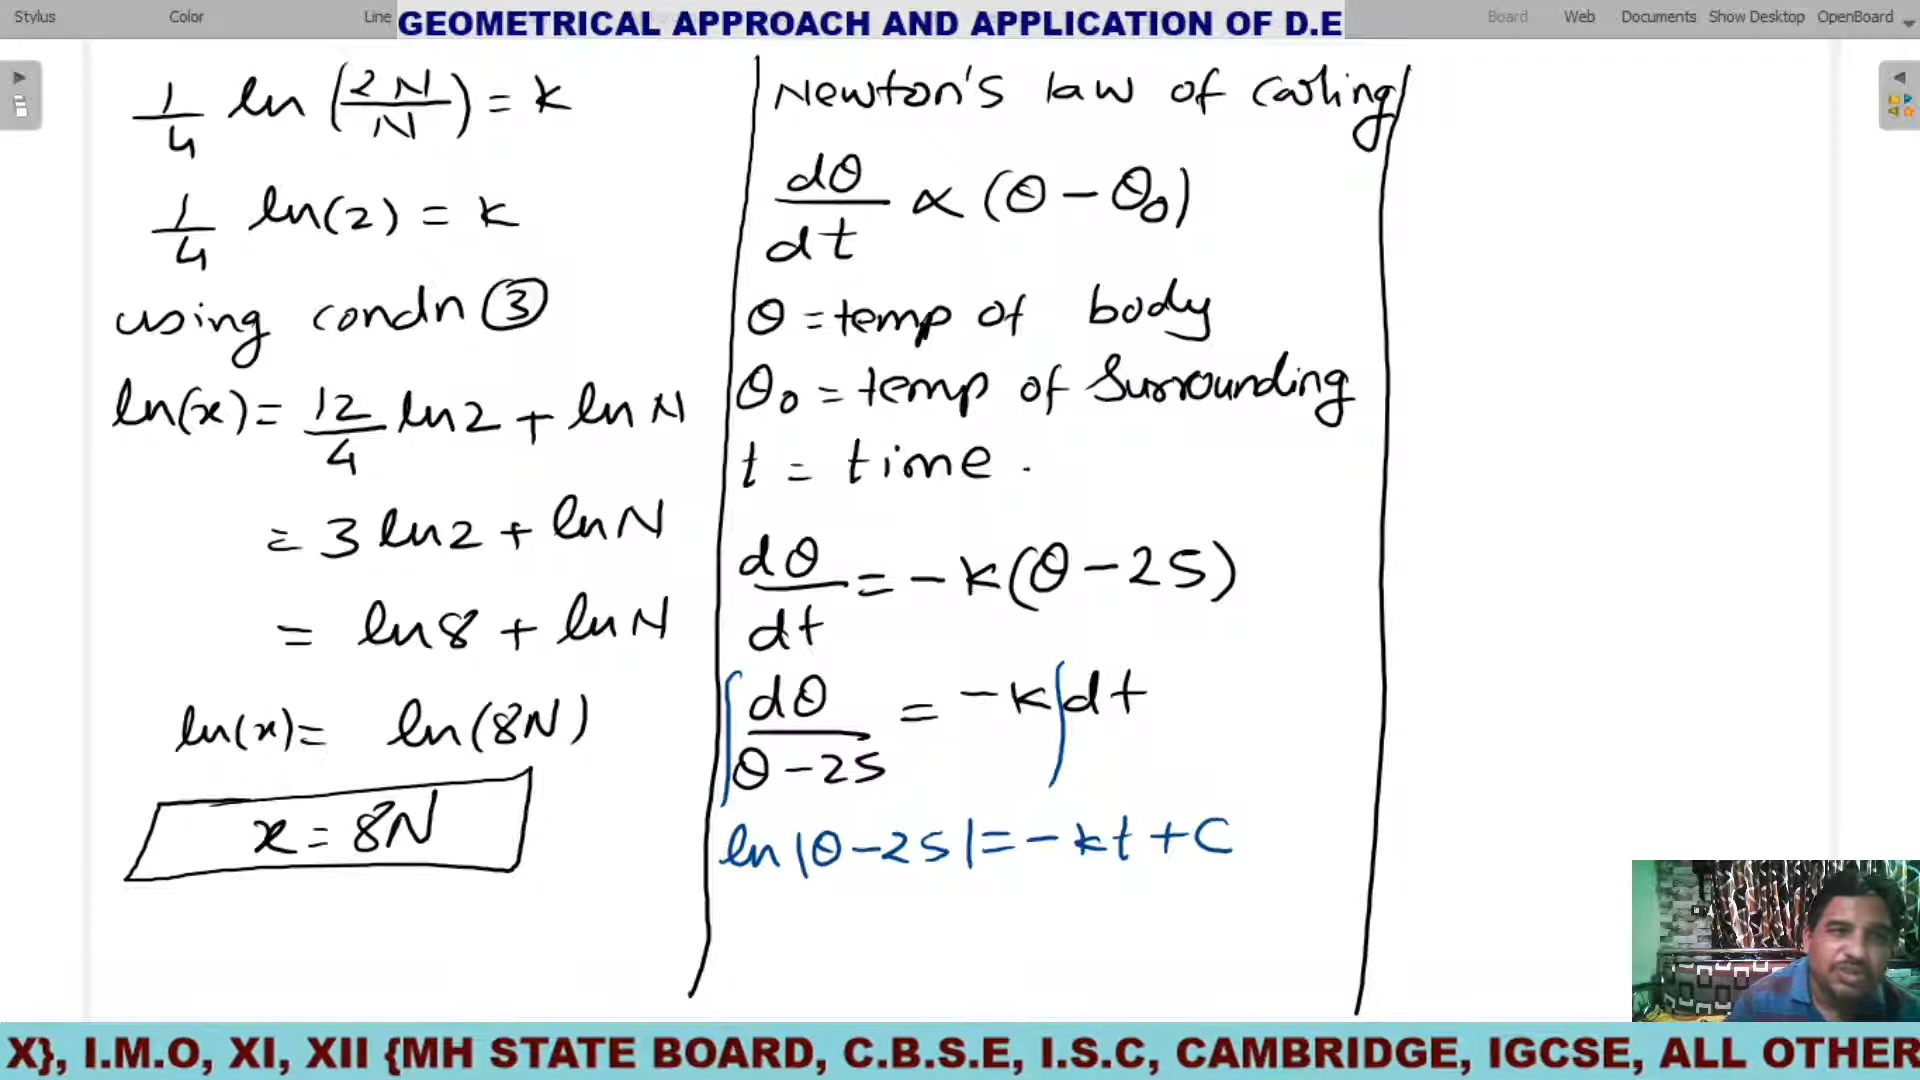 Stylus Color Line GEOMETRICAL APPROACH AND APPLICATION OF D.E Board Web Documents Show Desktop OpenBoard
1/4 ln (2N/N) = k
1/4 ln(2) = k
using condn ③
ln(x) = 12/4 ln2 + ln N
= 3 ln2 + ln N
= ln8 + ln N
ln(x) = ln(8N)
x = 8N
Newton's law of cooling
dθ/dt ∝ (θ - θ₀)
θ = temp of body
θ₀ = temp of Surrounding
t = time .
dθ/dt = -k(θ - 25)
∫ dθ/θ-25 = -k∫dt
ln|θ-25| = -kt + C
X}, I.M.O, XI, XII {MH STATE BOARD, C.B.S.E, I.S.C, CAMBRIDGE, IGCSE, ALL OTHER